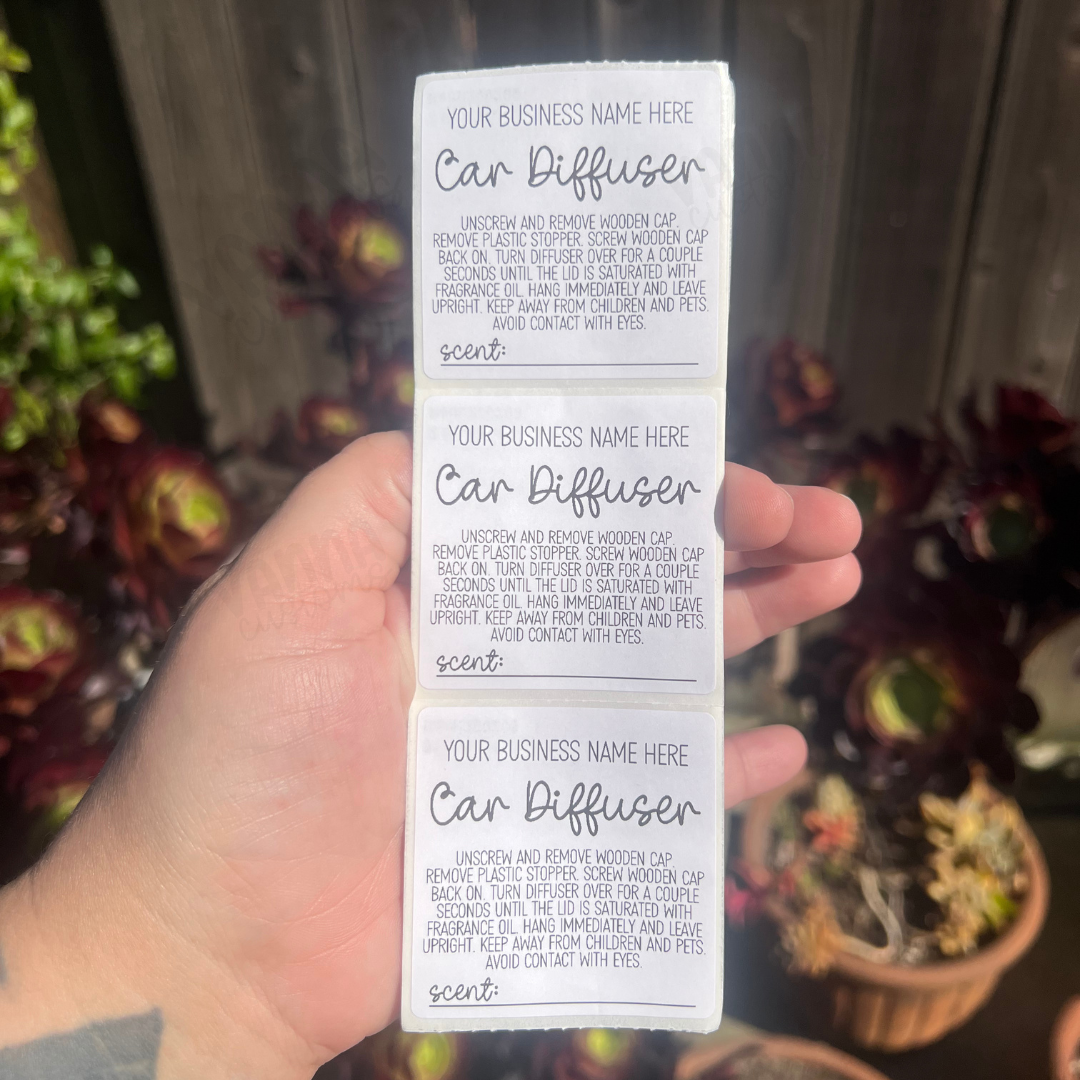 YOUR BUSINESS NAME HERE
Car Diffuser
UNSCREW AND REMOVE WOODEN CAP.
REMOVE PLASTIC STOPPER. SCREW WOODEN CAP
BACK ON. TURN DIFFUSER OVER FOR A COUPLE
SECONDS UNTIL THE LID IS SATURATED WITH
FRAGRANCE OIL. HANG IMMEDIATELY AND LEAVE
UPRIGHT. KEEP AWAY FROM CHILDREN AND PETS.
AVOID CONTACT WITH EYES.
scent:
YOUR BUSINESS NAME HERE
Car Diffuser
UNSCREW AND REMOVE WOODEN CAP.
REMOVE PLASTIC STOPPER. SCREW WOODEN CAP
BACK ON. TURN DIFFUSER OVER FOR A COUPLE
SECONDS UNTIL THE LID IS SATURATED WITH
FRAGRANCE OIL. HANG IMMEDIATELY AND LEAVE
UPRIGHT. KEEP AWAY FROM CHILDREN AND PETS.
AVOID CONTACT WITH EYES.
scent:
YOUR BUSINESS NAME HERE
Car Diffuser
UNSCREW AND REMOVE WOODEN CAP.
REMOVE PLASTIC STOPPER. SCREW WOODEN CAP
BACK ON. TURN DIFFUSER OVER FOR A COUPLE
SECONDS UNTIL THE LID IS SATURATED WITH
FRAGRANCE OIL. HANG IMMEDIATELY AND LEAVE
UPRIGHT. KEEP AWAY FROM CHILDREN AND PETS.
AVOID CONTACT WITH EYES.
scent: